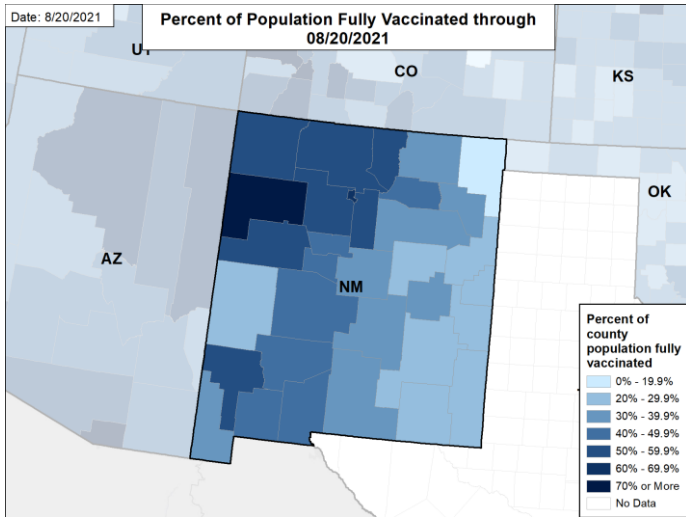 Date: 8/20/2021
Percent of Population Fully Vaccinated through
08/20/2021
UT
CO
KS
OK
AZ
NM
Percent of
county
population fully
vaccinated
0% - 19.9%
20% - 29.9%
30% - 39.9%
40% - 49.9%
50% - 59.9%
60% - 69.9%
70% or More
No Data